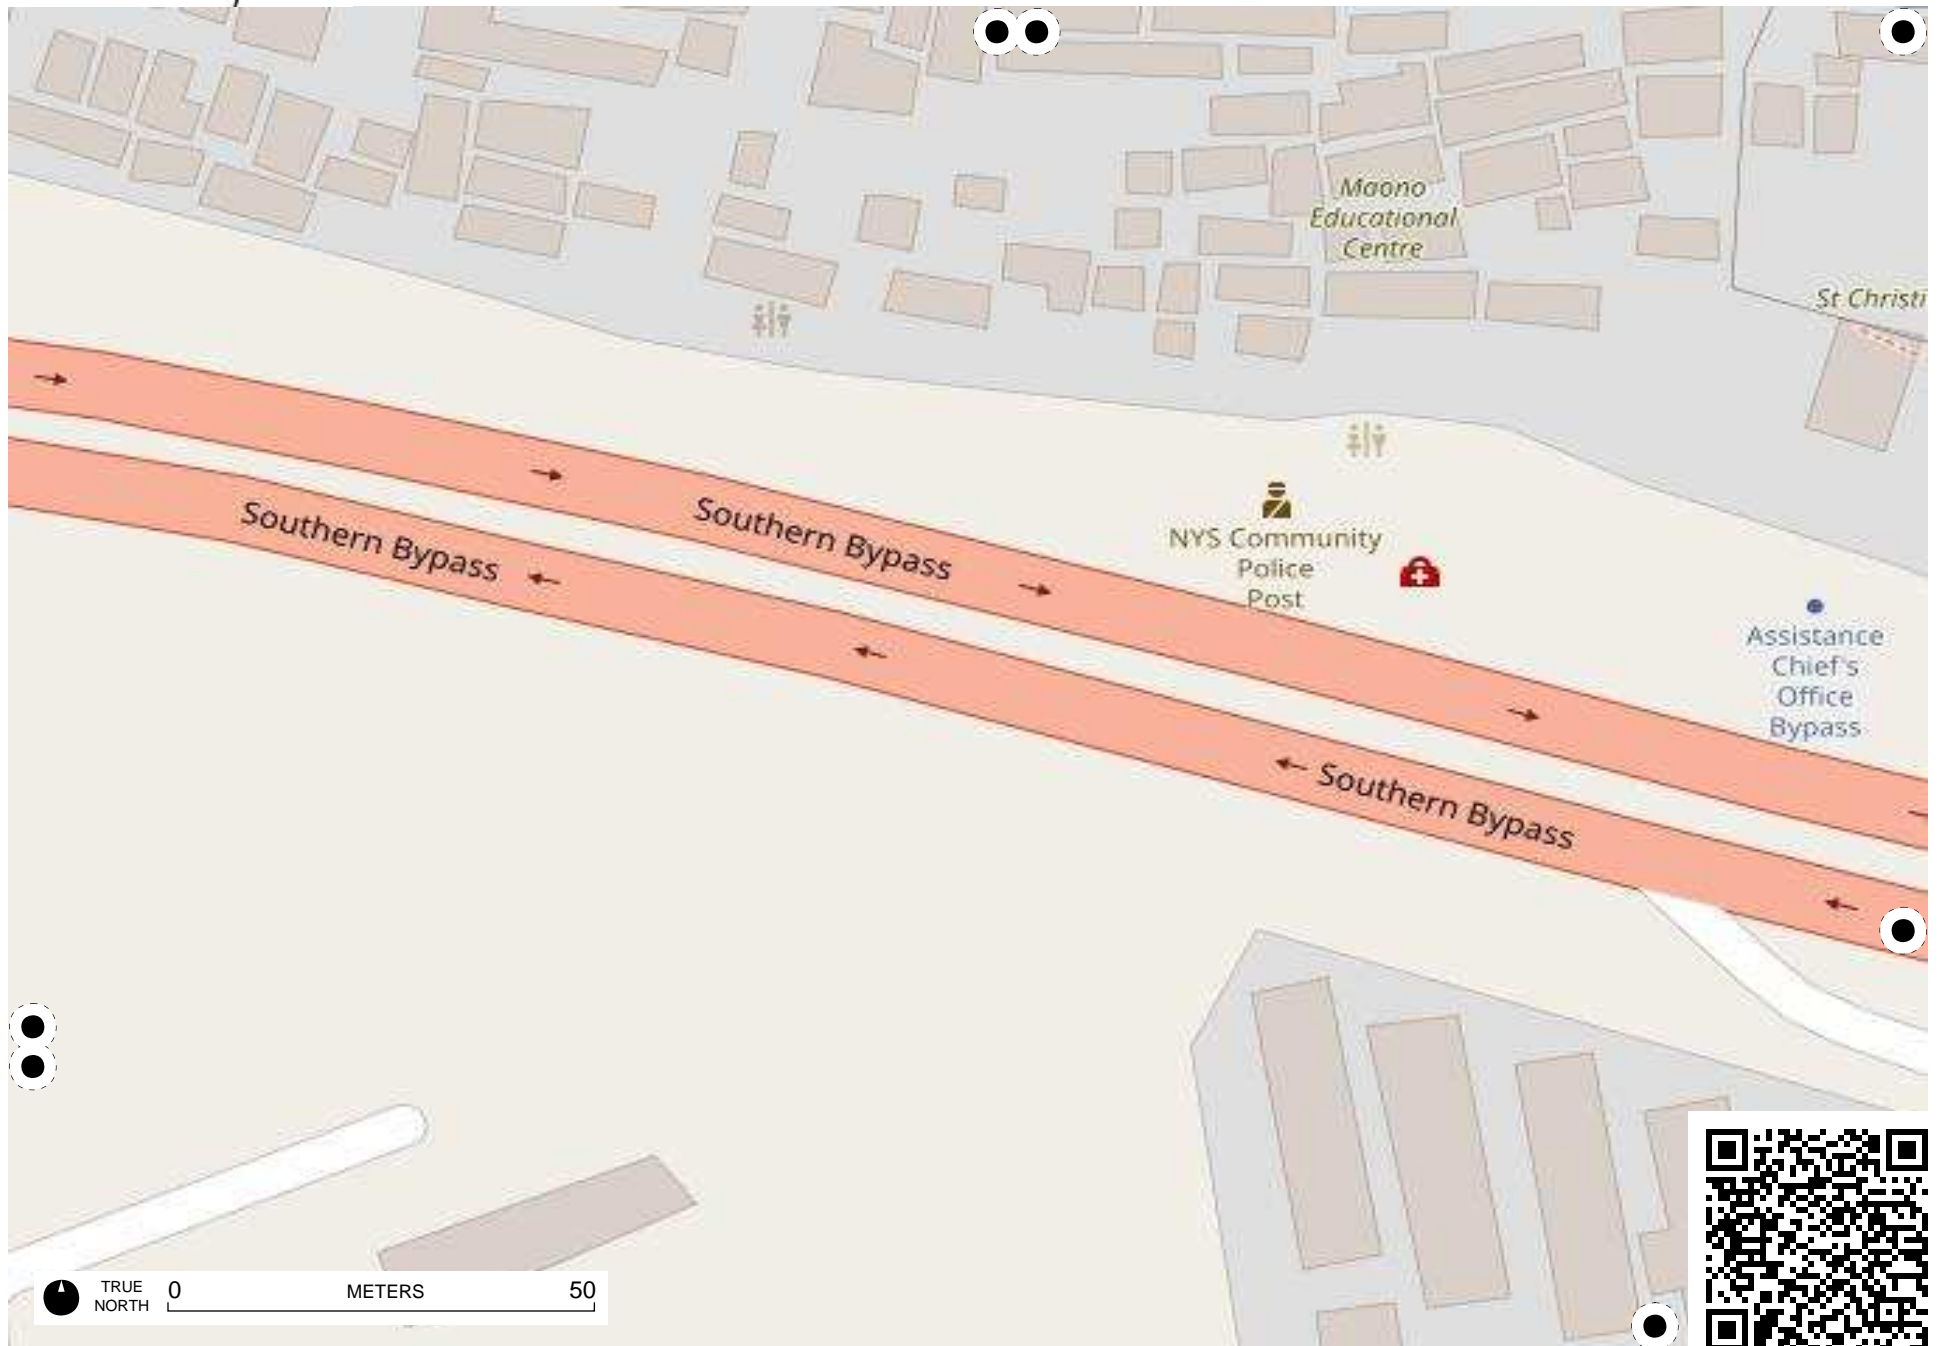 Maono
Educational
Centre
St Christi
Southern Bypass
Southern Bypass
NYS Community
Police
Post
Assistance
Chief's
Office
Bypass
Southern Bypass
TRUE
NORTH
0 METERS 50